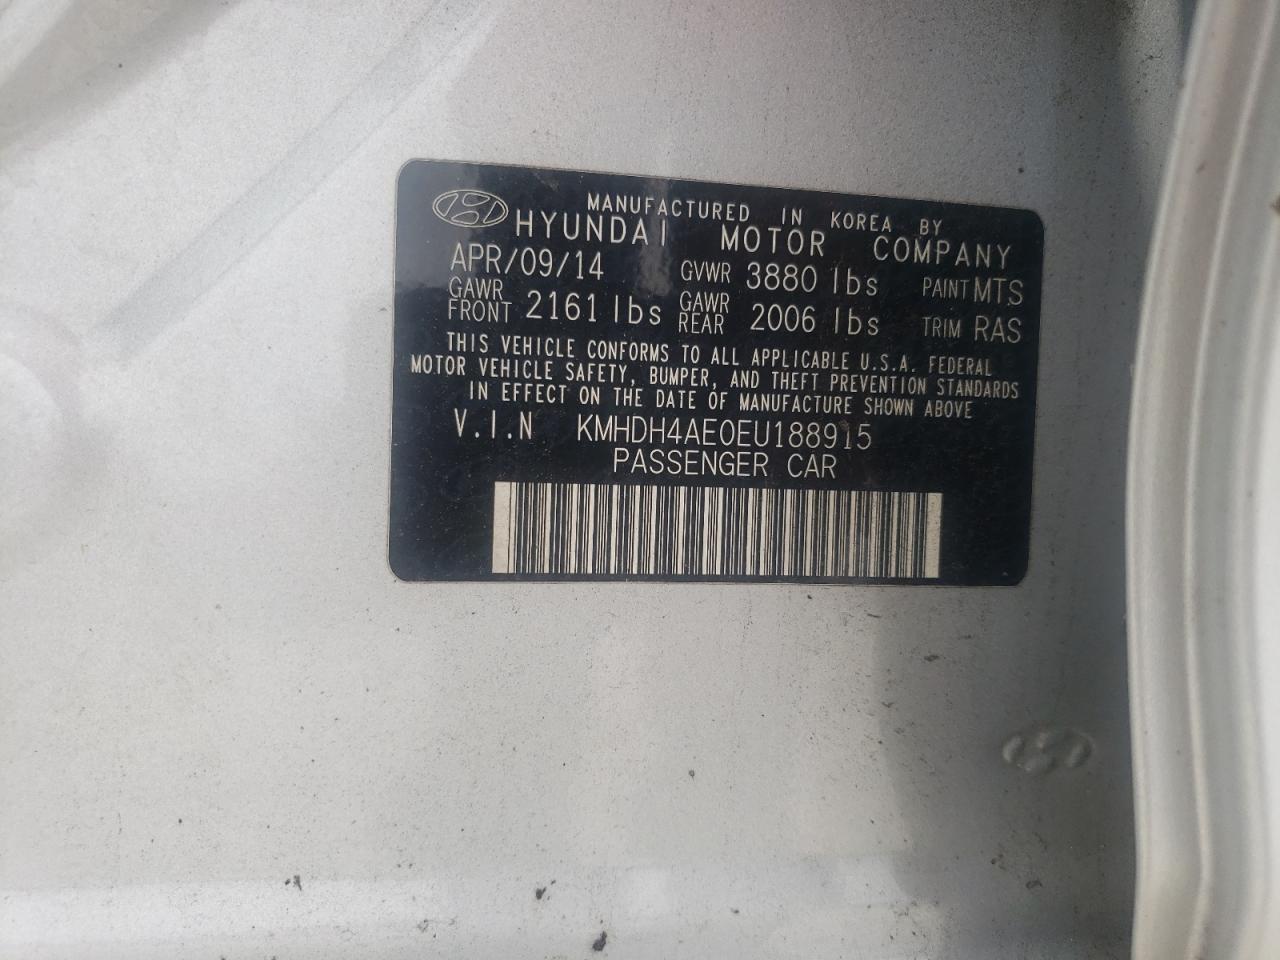 MANUFACTURED IN KOREA BY
HYUNDAI MOTOR COMPANY
APR/09/14 GVWR 3880 lbs PAINT MTS
GAWR FRONT 2161 lbs GAWR REAR 2006 lbs TRIM RAS
THIS VEHICLE CONFORMS TO ALL APPLICABLE U.S.A. FEDERAL
MOTOR VEHICLE SAFETY, BUMPER, AND THEFT PREVENTION STANDARDS
IN EFFECT ON THE DATE OF MANUFACTURE SHOWN ABOVE
V.I.N KMHDH4AE0EU188915
PASSENGER CAR